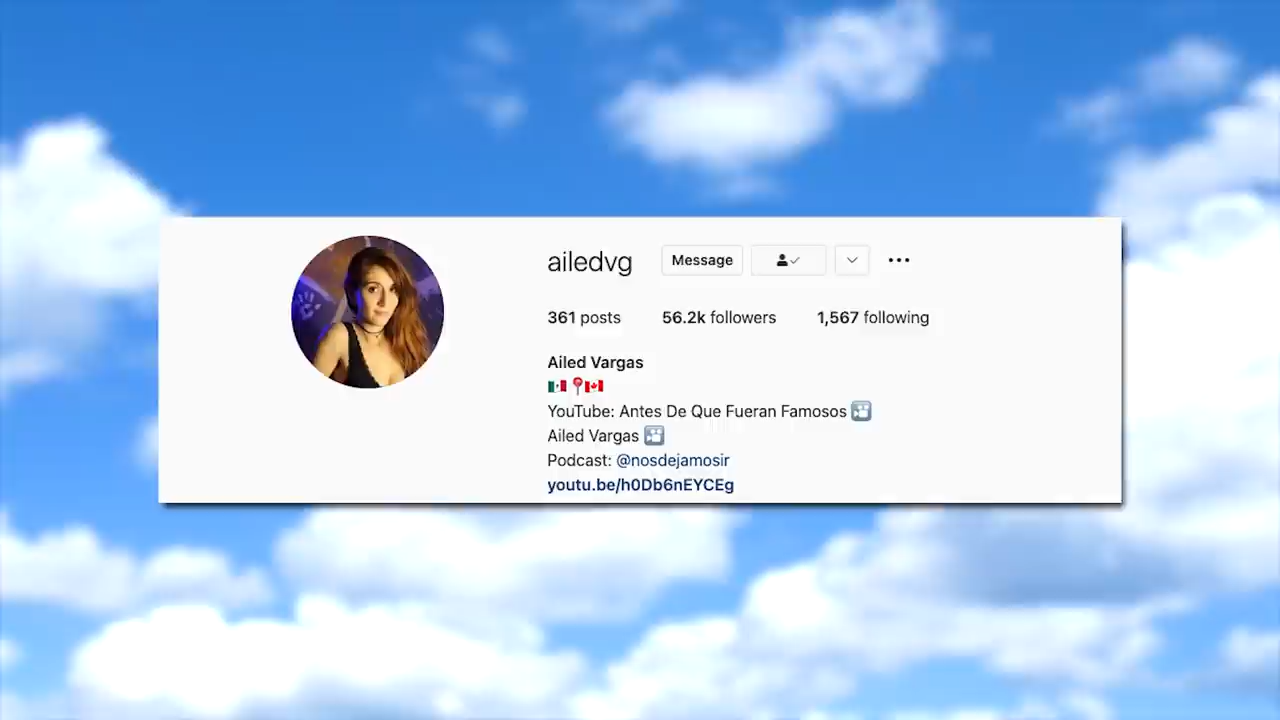 ailedvg Message
361 posts 56.2k followers 1,567 following
Ailed Vargas
YouTube: Antes De Que Fueran Famosos
Ailed Vargas
Podcast: @nosdejamosir
youtu.be/h0Db6nEYCEg